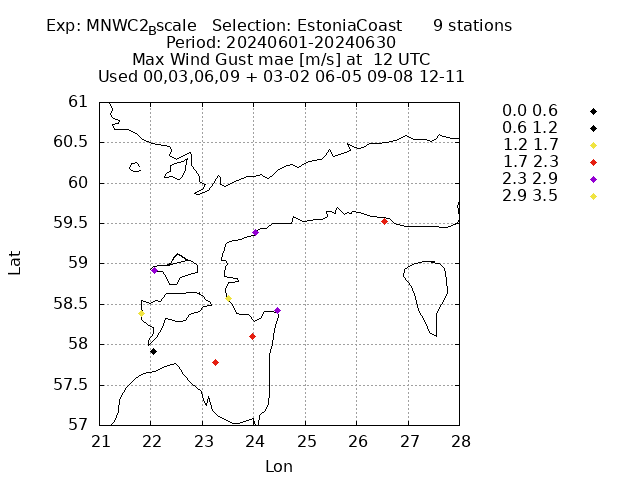 Exp: MNWC2_Bscale   Selection: EstoniaCoast      9 stations
Period: 20240601-20240630
Max Wind Gust mae [m/s] at  12 UTC
Used 00,03,06,09 + 03-02 06-05 09-08 12-11
0.0 0.6
0.6 1.2
1.2 1.7
1.7 2.3
2.3 2.9
2.9 3.5
61
60.5
60
59.5
59
58.5
58
57.5
57
Lat
21 22 23 24 25 26 27 28
Lon